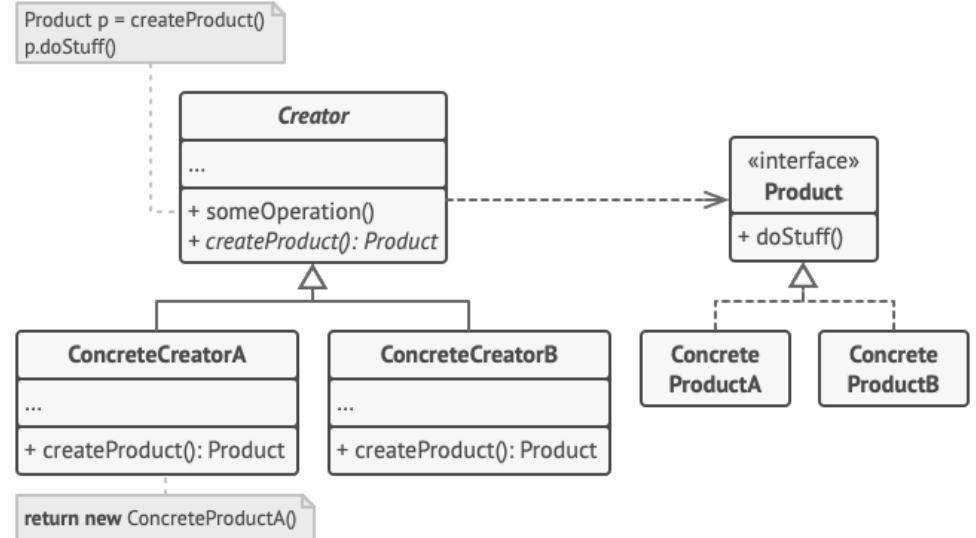 Product p = createProduct()
p.doStuff()
Creator
...
+ someOperation()
+ createProduct(): Product
«interface»
Product
+ doStuff()
ConcreteCreatorA
...
+ createProduct(): Product
ConcreteCreatorB
...
+ createProduct(): Product
Concrete
ProductA
Concrete
ProductB
return new ConcreteProductA()